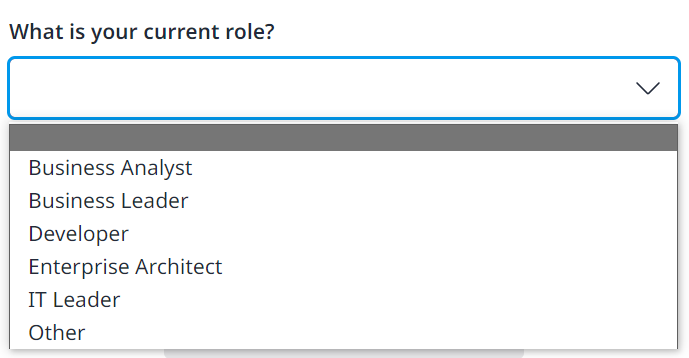 What is your current role?
Business Analyst
Business Leader
Developer
Enterprise Architect
IT Leader
Other